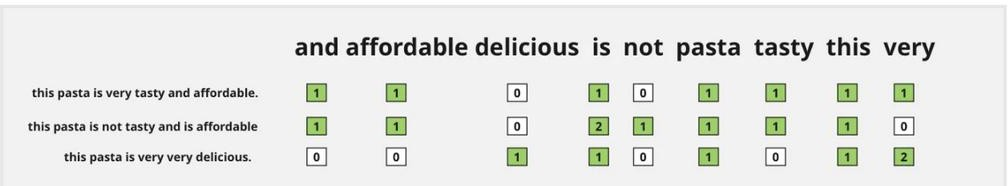 and affordable delicious is not pasta tasty this very
this pasta is very tasty and affordable. 1 1 0 1 0 1 1 1 1
this pasta is not tasty and is affordable 1 1 0 2 1 1 1 1 0
this pasta is very very delicious. 0 0 1 1 0 1 0 1 2